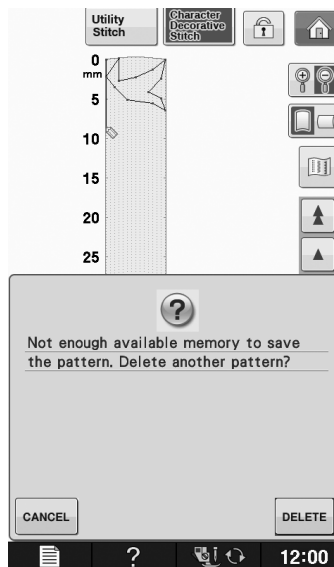 Utility
Stitch
Character
Decorative
Stitch
0
mm
5
10
15
20
25
?
Not enough available memory to save
the pattern. Delete another pattern?
CANCEL
DELETE
?
12:00